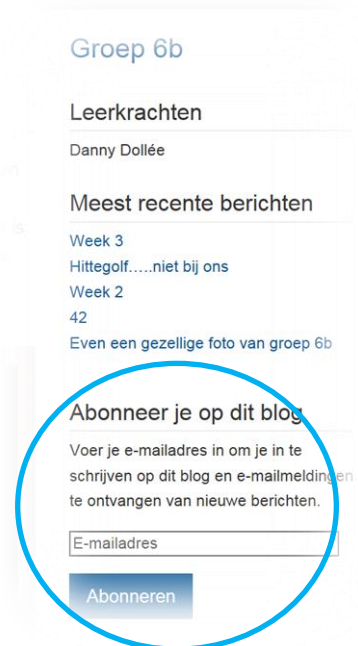 Groep 6b
Leerkrachten
Danny Dollée
Meest recente berichten
Week 3
Hittegolf…..niet bij ons
Week 2
42
Even een gezellige foto van groep 6b
Abonneer je op dit blog
Voer je e-mailadres in om je in te
schrijven op dit blog en e-mailmeldingen
te ontvangen van nieuwe berichten.
E-mailadres
Abonneren